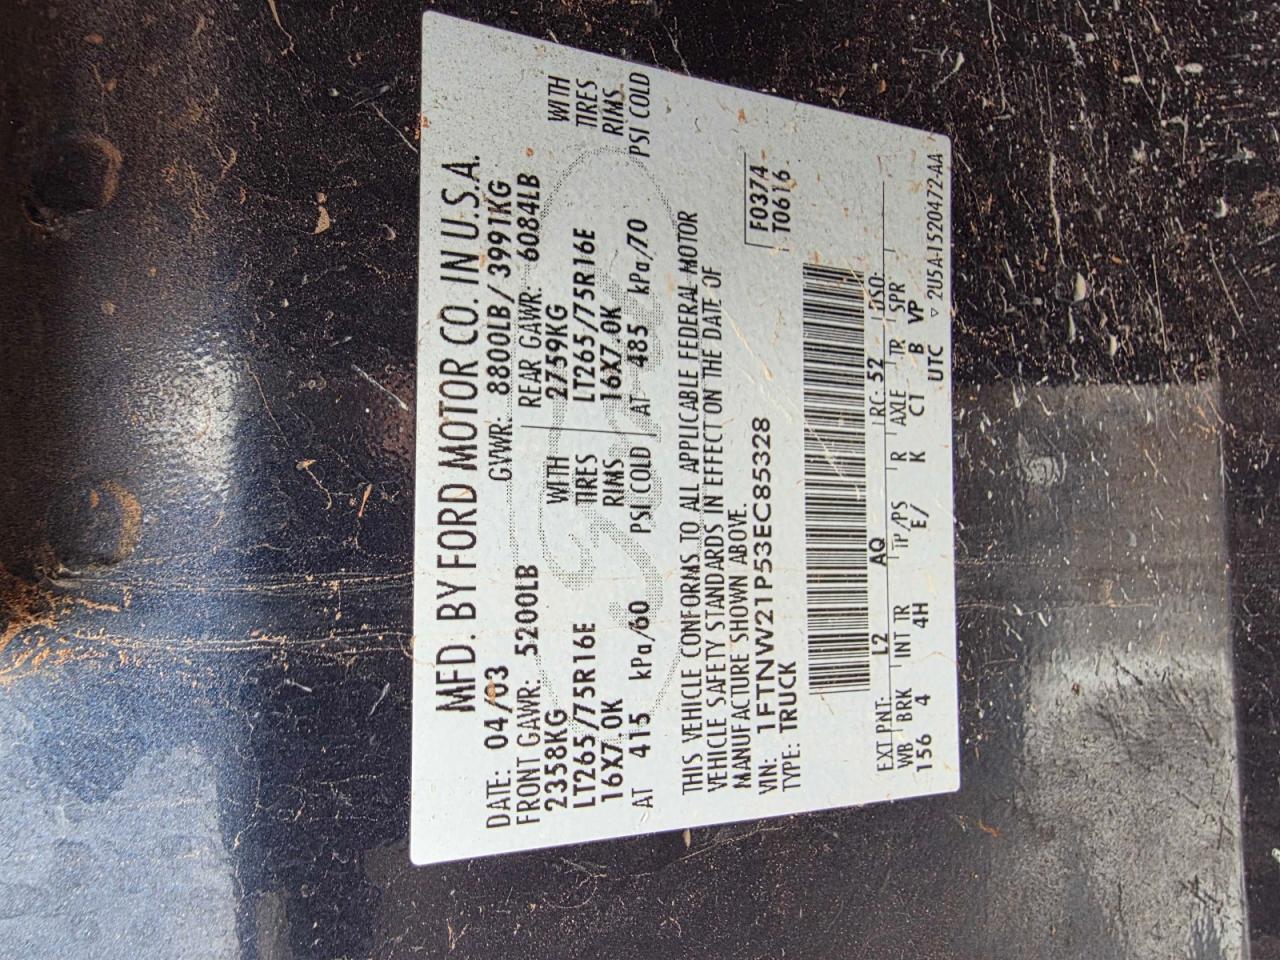 MFD. BY FORD MOTOR CO. IN U.S.A.
DATE: 04/03 GVWR: 8800LB/3991KG
FRONT GAWR: 5200LB REAR GAWR: 6084LB
2358KG WITH 2759KG WITH
LT265/75R16E TIRES LT265/75R16E TIRES
16X7.0K RIMS 16X7.0K RIMS
AT 415 kPa/60 PSI COLD AT 485 kPa/70 PSI COLD
THIS VEHICLE CONFORMS TO ALL APPLICABLE FEDERAL MOTOR
VEHICLE SAFETY STANDARDS IN EFFECT ON THE DATE OF
MANUFACTURE SHOWN ABOVE.
VIN: 1FTNW21P53EC85328 F0374
TYPE: TRUCK T0616
EXT PNT: L2 AQ RC: 52 DSO:
WB BRK INT TR TP/PS R AXLE TR SPR
156 4 4H E/ K C1 B VP
UTC ▽ 2U5A-1520472-AA